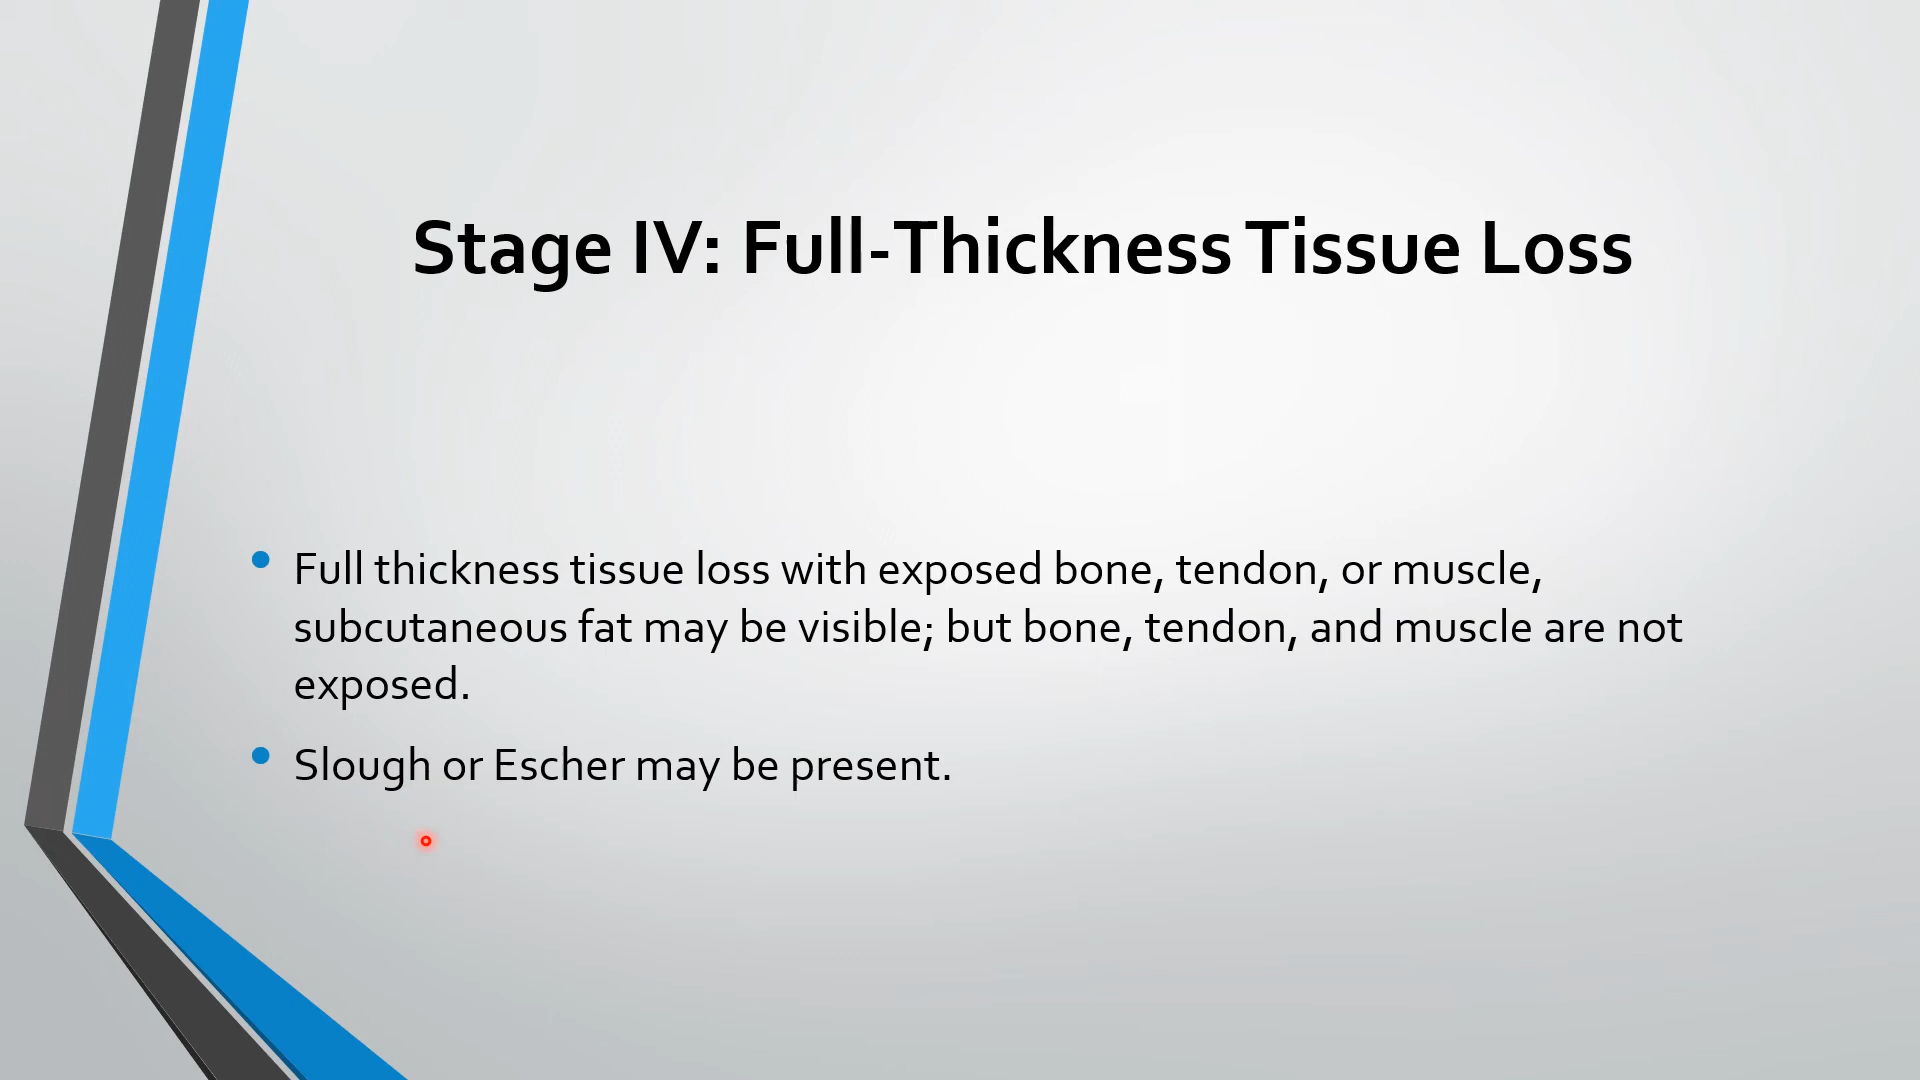 Stage IV: Full-Thickness Tissue Loss
• Full thickness tissue loss with exposed bone, tendon, or muscle,
subcutaneous fat may be visible; but bone, tendon, and muscle are not
exposed.
• Slough or Escher may be present.